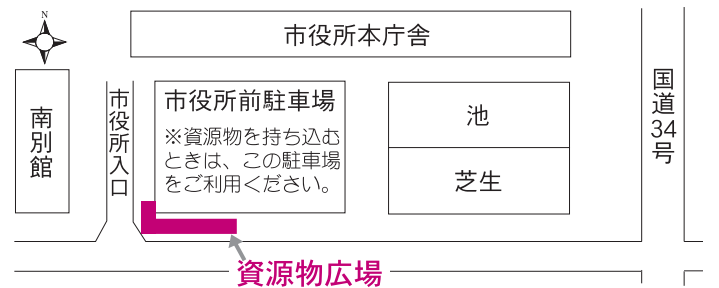 N
市役所本庁舎
南別館
市役所入口
市役所前駐車場
※資源物を持ち込む
ときは、この駐車場
をご利用ください。
池
芝生
国道34号
資源物広場